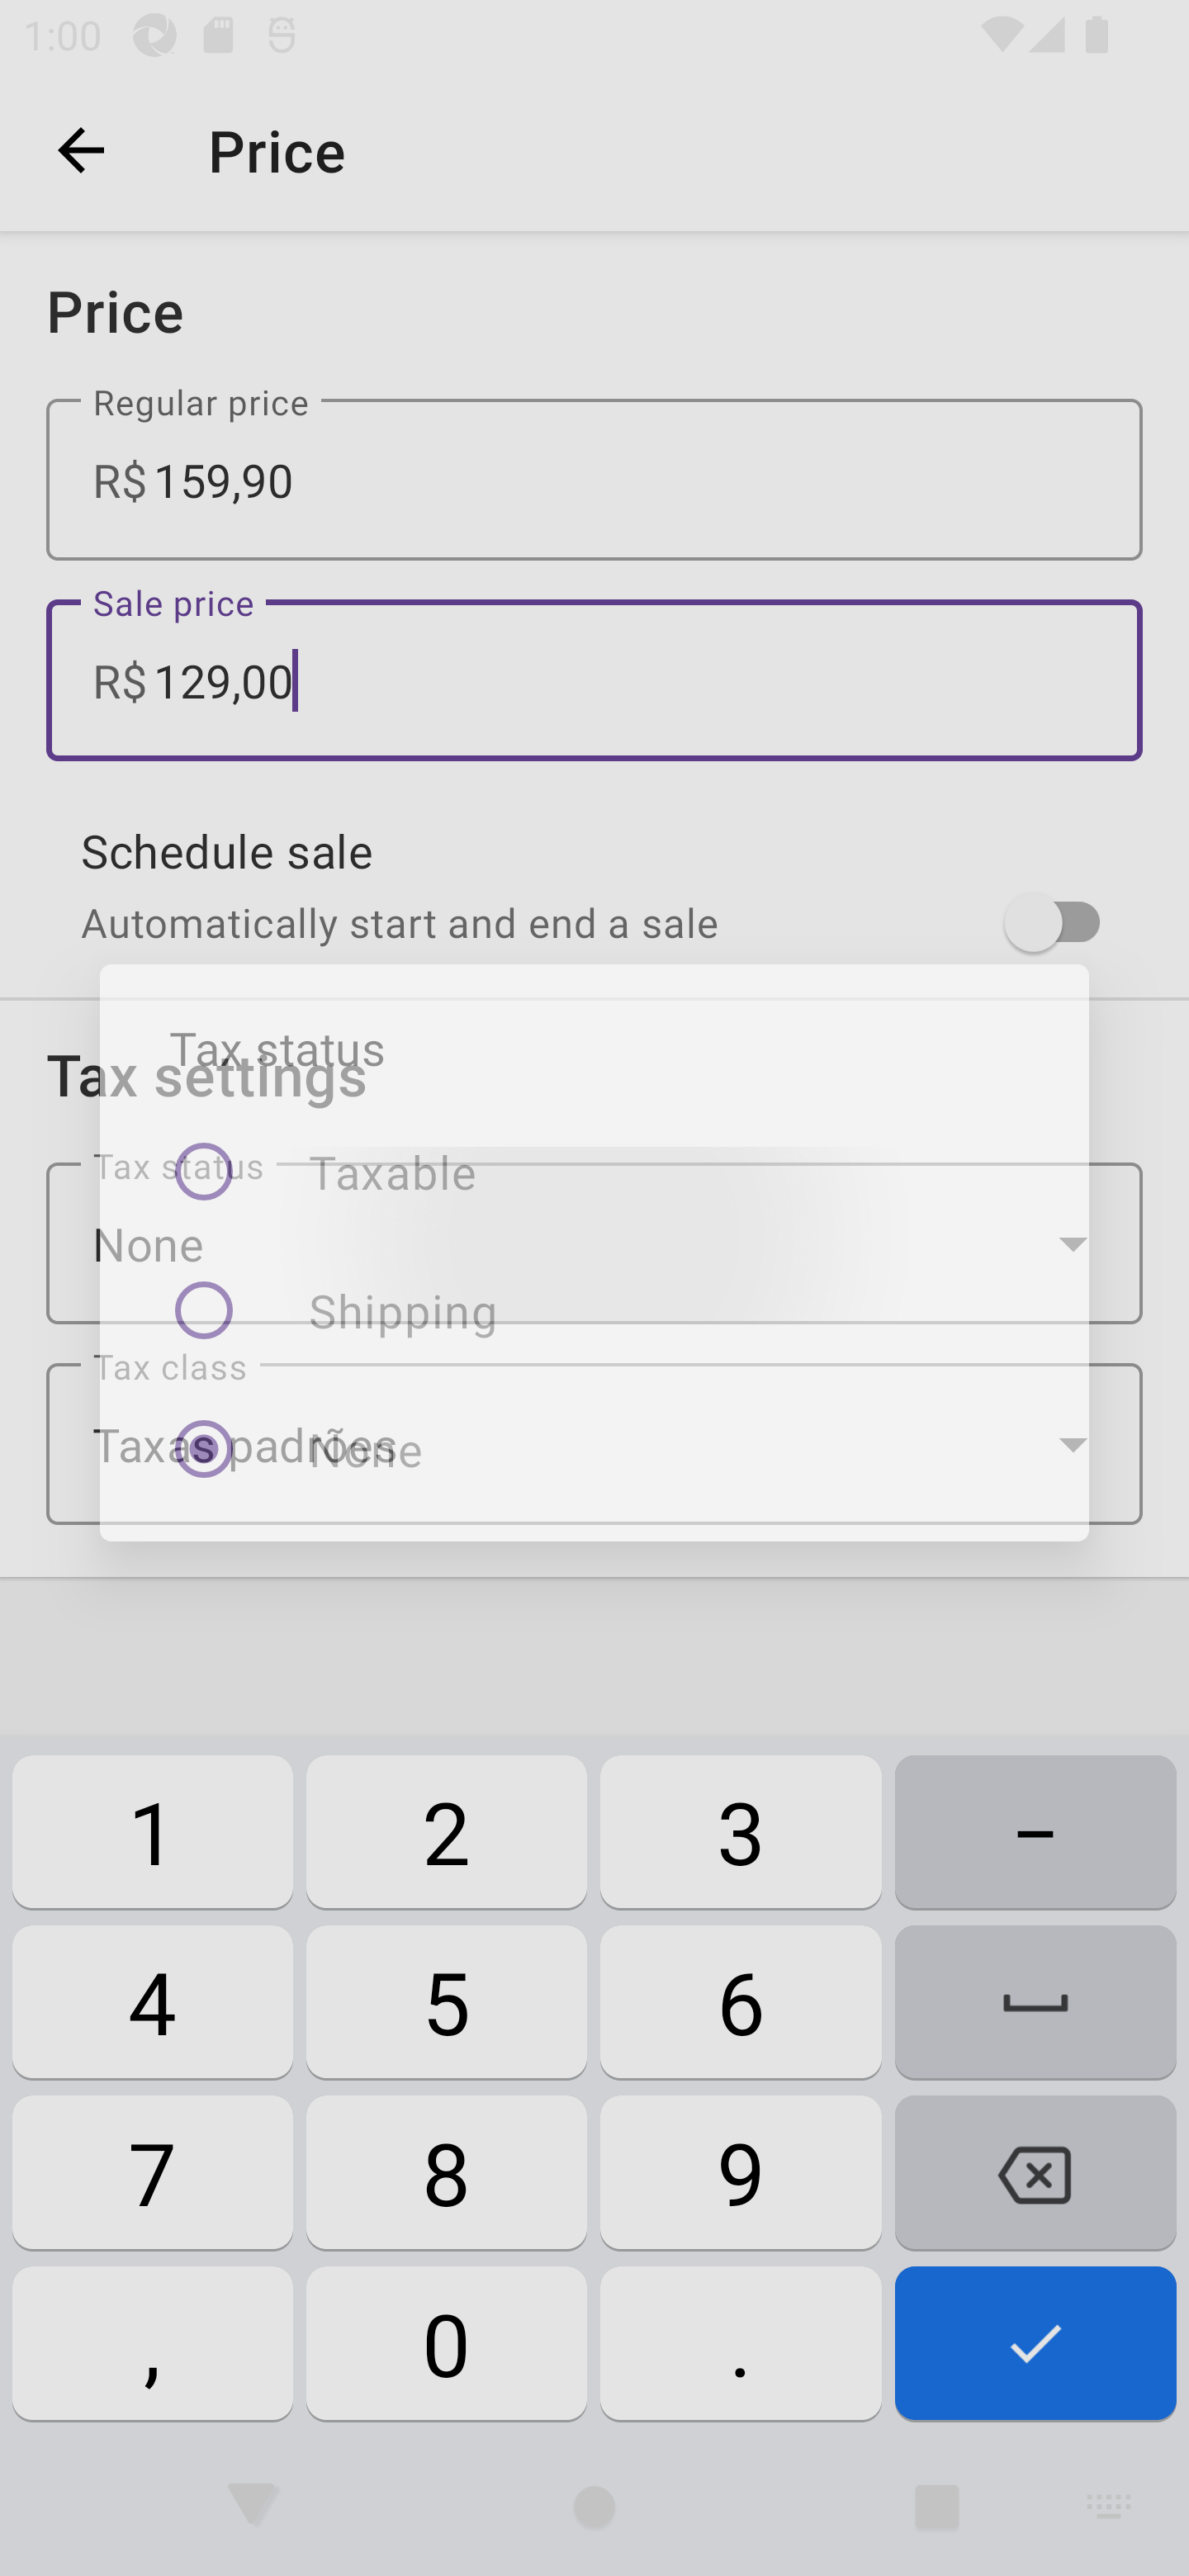 1:00
Price
Price
Regular price
R$ 159,90
Sale price
R$ 129,00
Schedule sale
Automatically start and end a sale
Tax settings
Tax status
None
Tax class
Taxas padrões
Tax status
Taxable
Shipping
None
1 2 3 –
4 5 6
7 8 9
, 0 .